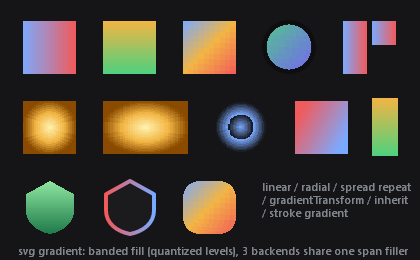 linear / radial / spread repeat
/ gradientTransform / inherit
/ stroke gradient
svg gradient: banded fill (quantized levels), 3 backends share one span filler